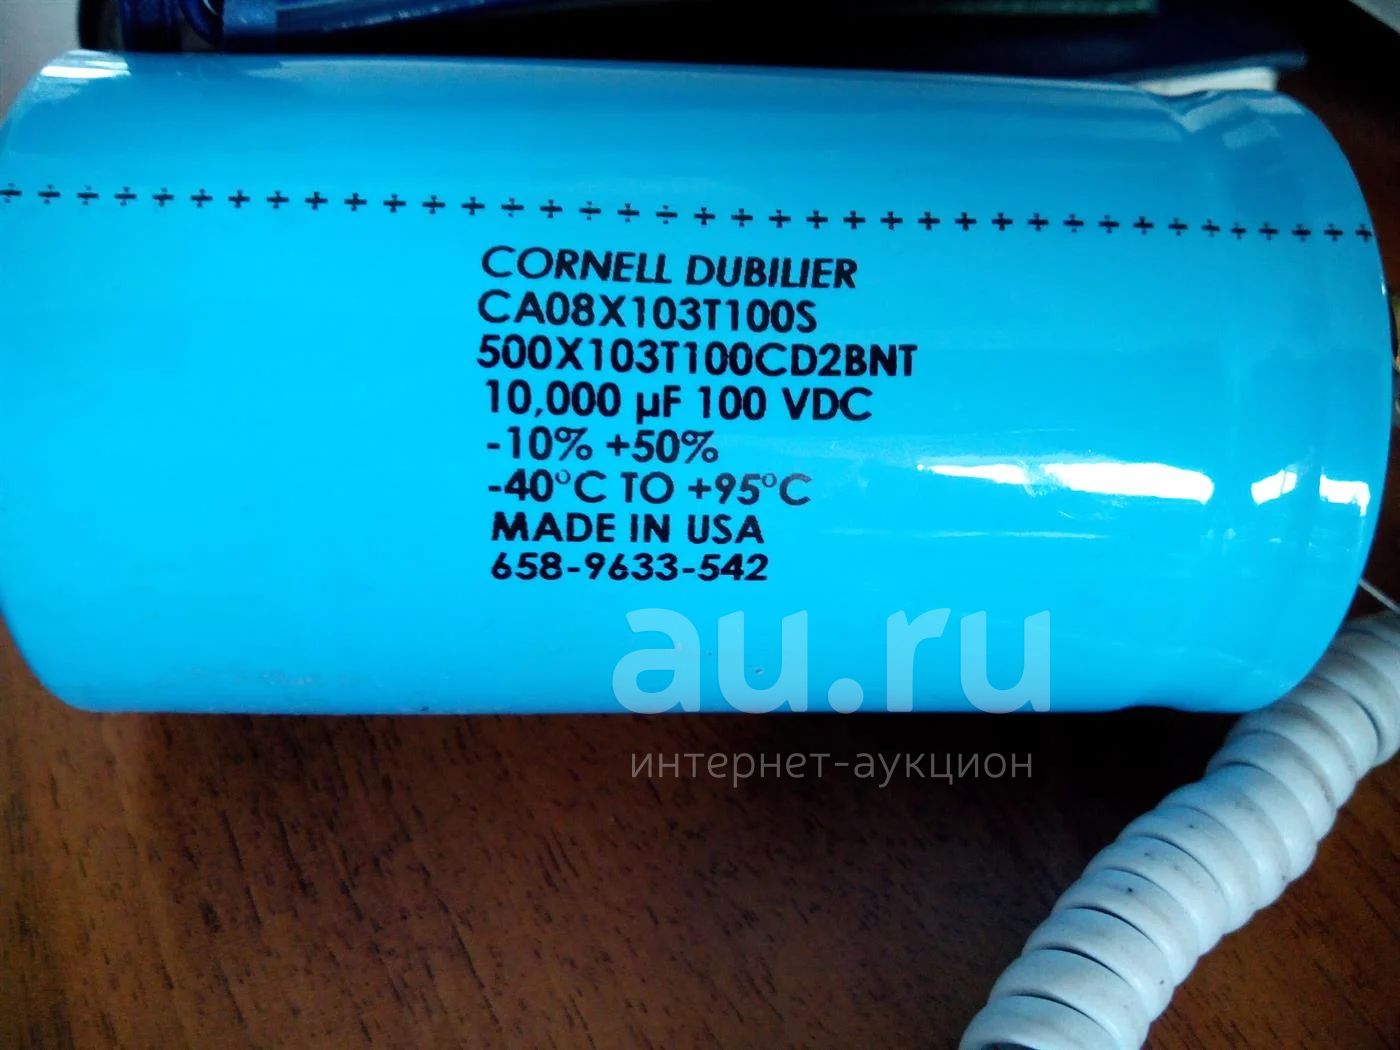 CORNELL DUBILIER
CA08X103T100S
500X103T100CD2BNT
10,000 µF 100 VDC
-10% +50%
-40°C TO +95°C
MADE IN USA
658-9633-542
au.ru
интернет-аукцион